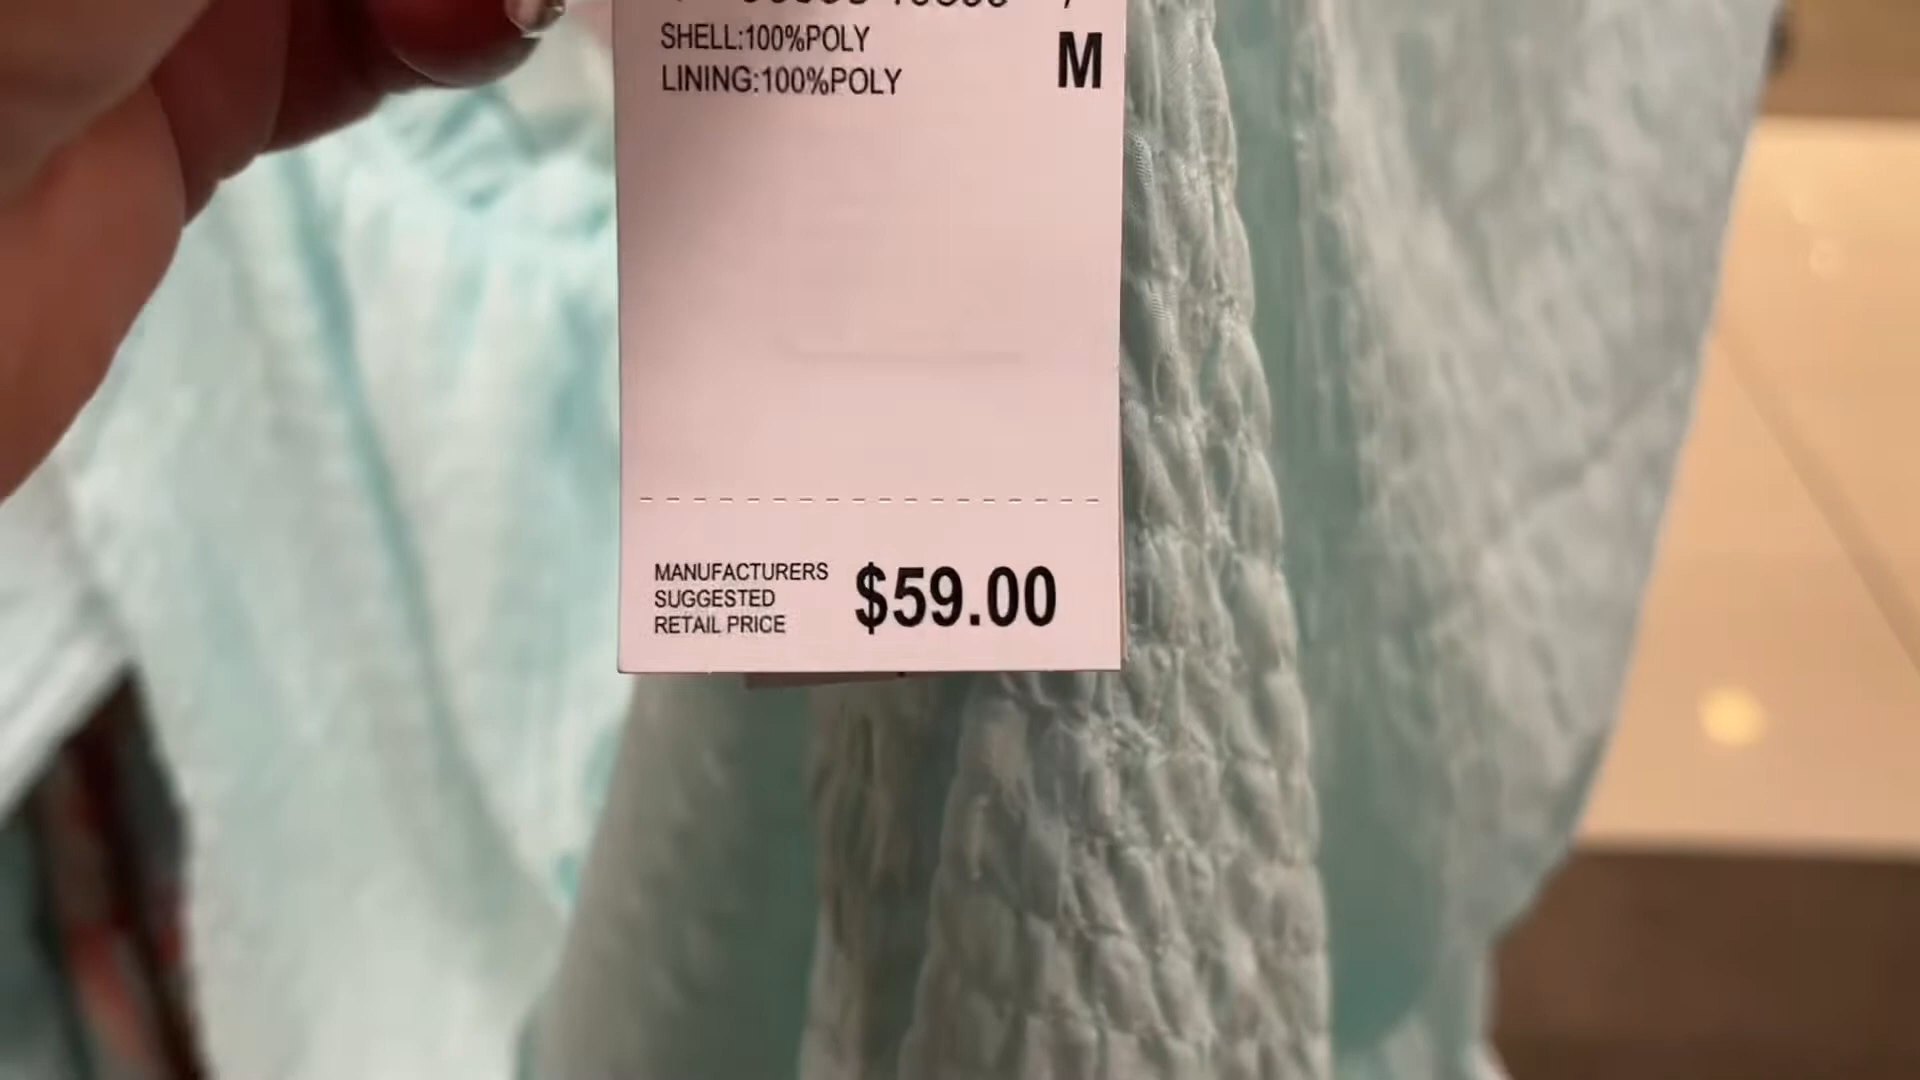 SHELL:100%POLY
M
LINING:100%POLY
MANUFACTURERS
SUGGESTED
RETAIL PRICE
$59.00